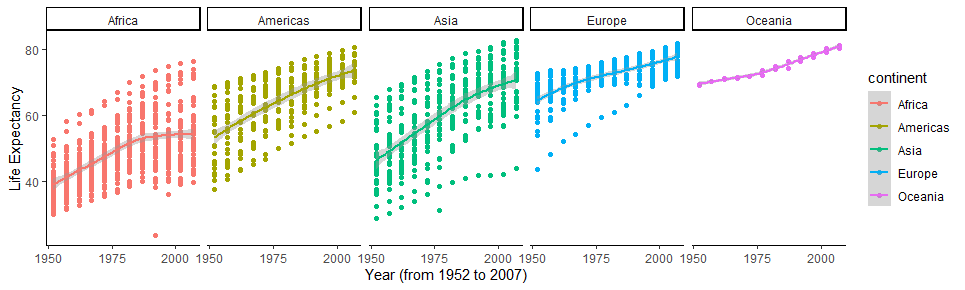 Africa Americas Asia Europe Oceania
80
60
40
Life Expectancy
1950 1975 2000 1950 1975 2000 1950 1975 2000 1950 1975 2000 1950 1975 2000
Year (from 1952 to 2007)
continent
Africa
Americas
Asia
Europe
Oceania